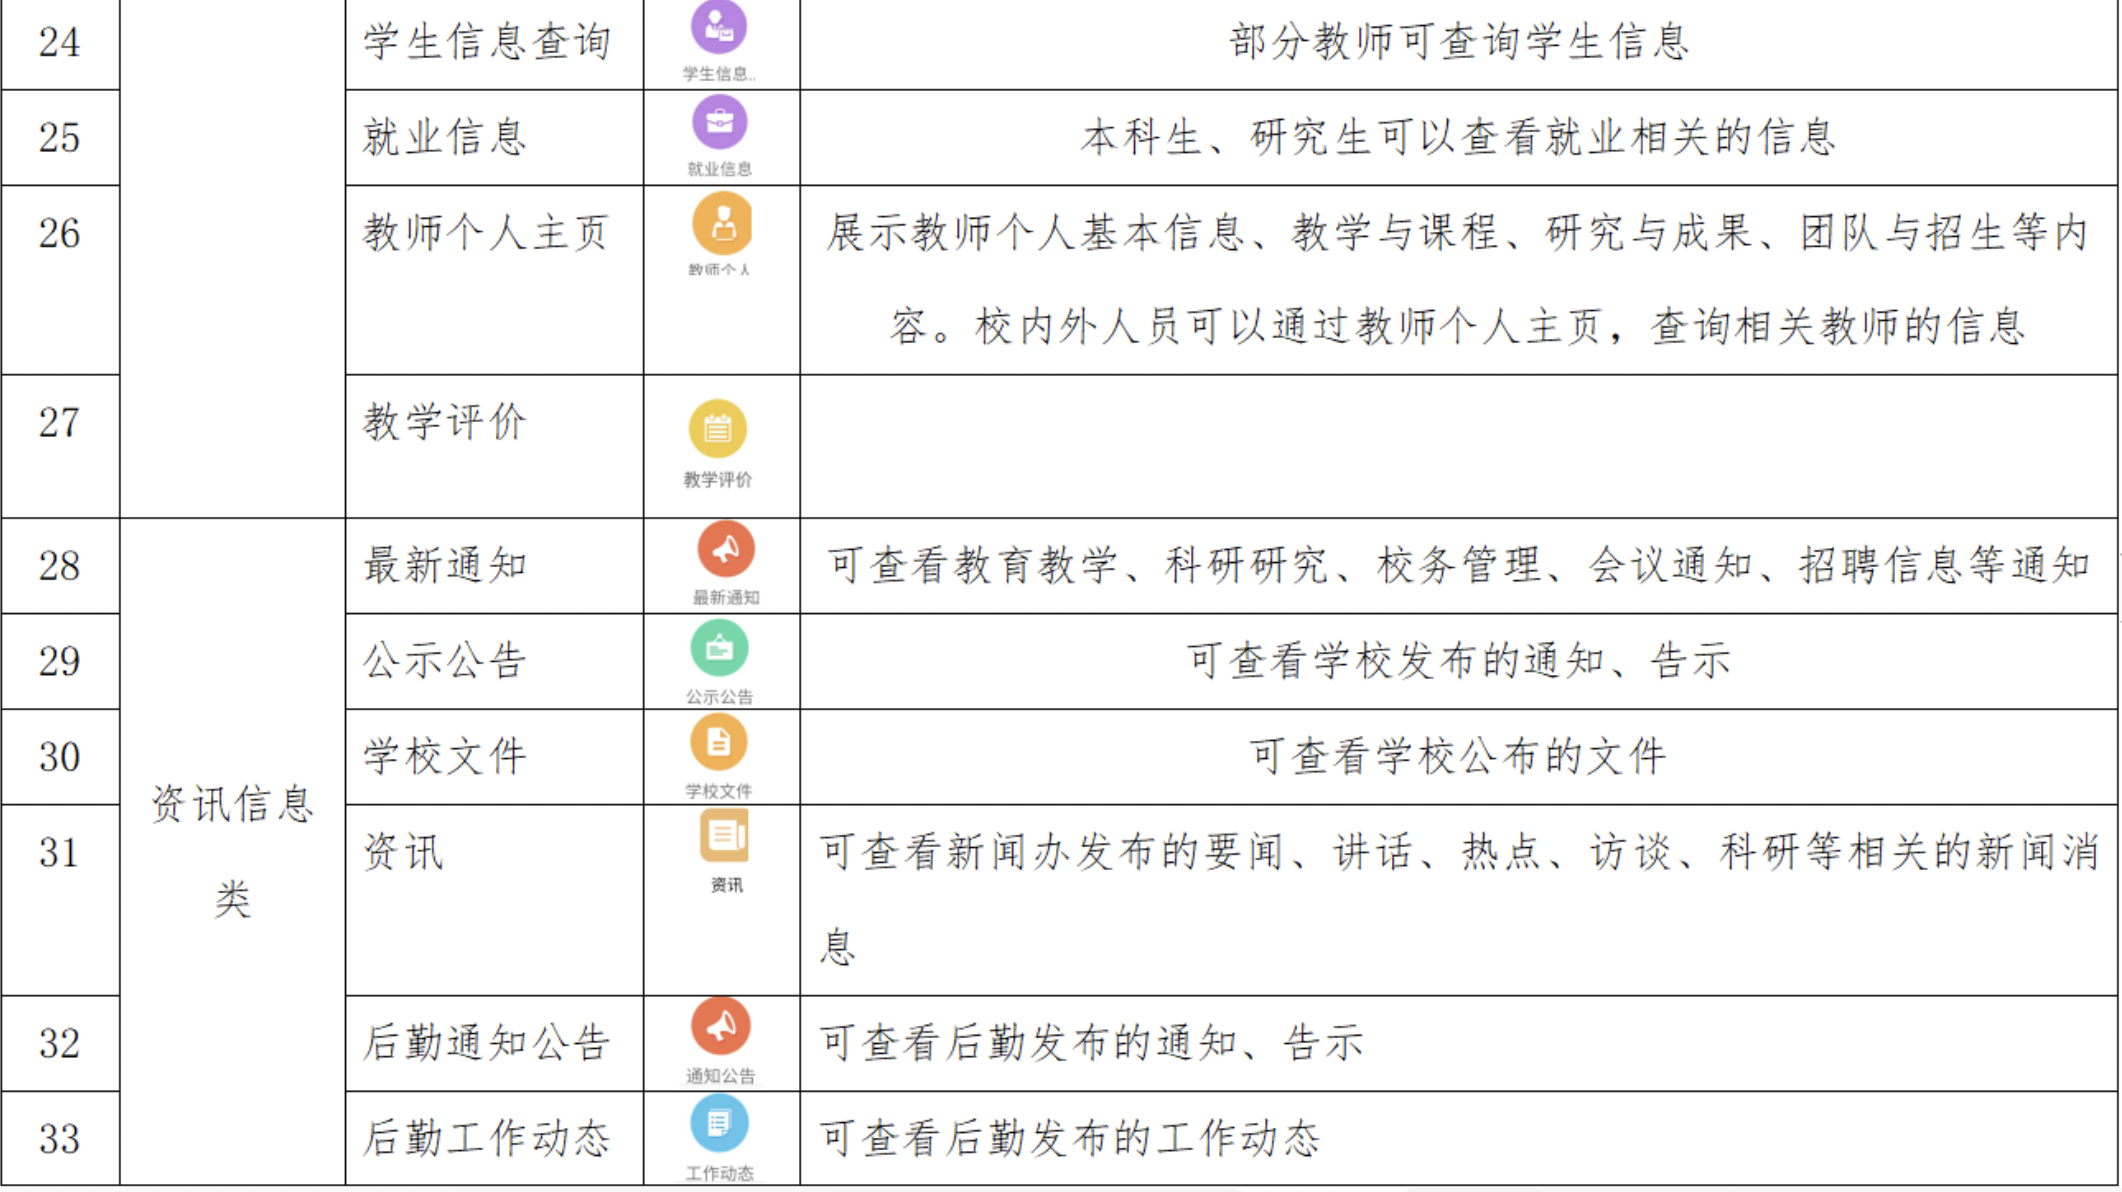 24
学生信息查询
学生信息..
部分教师可查询学生信息
25
就业信息
就业信息
本科生、研究生可以查看就业相关的信息
26
教师个人主页
教师个人
展示教师个人基本信息、教学与课程、研究与成果、团队与招生等内
容。校内外人员可以通过教师个人主页，查询相关教师的信息
27
教学评价
教学评价
资讯信息
类
28
最新通知
最新通知
可查看教育教学、科研研究、校务管理、会议通知、招聘信息等通知
29
公示公告
公示公告
可查看学校发布的通知、告示
30
学校文件
学校文件
可查看学校公布的文件
31
资讯
资讯
可查看新闻办发布的要闻、讲话、热点、访谈、科研等相关的新闻消
息
32
后勤通知公告
通知公告
可查看后勤发布的通知、告示
33
后勤工作动态
工作动态
可查看后勤发布的工作动态